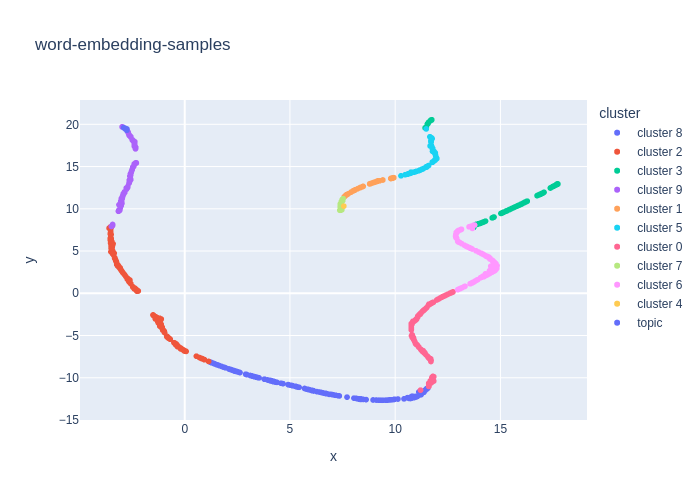 word-embedding-samples
cluster
cluster 8
cluster 2
cluster 3
cluster 9
cluster 1
cluster 5
cluster 0
cluster 7
cluster 6
cluster 4
topic
y
20
15
10
5
0
−5
−10
−15
0 5 10 15
x